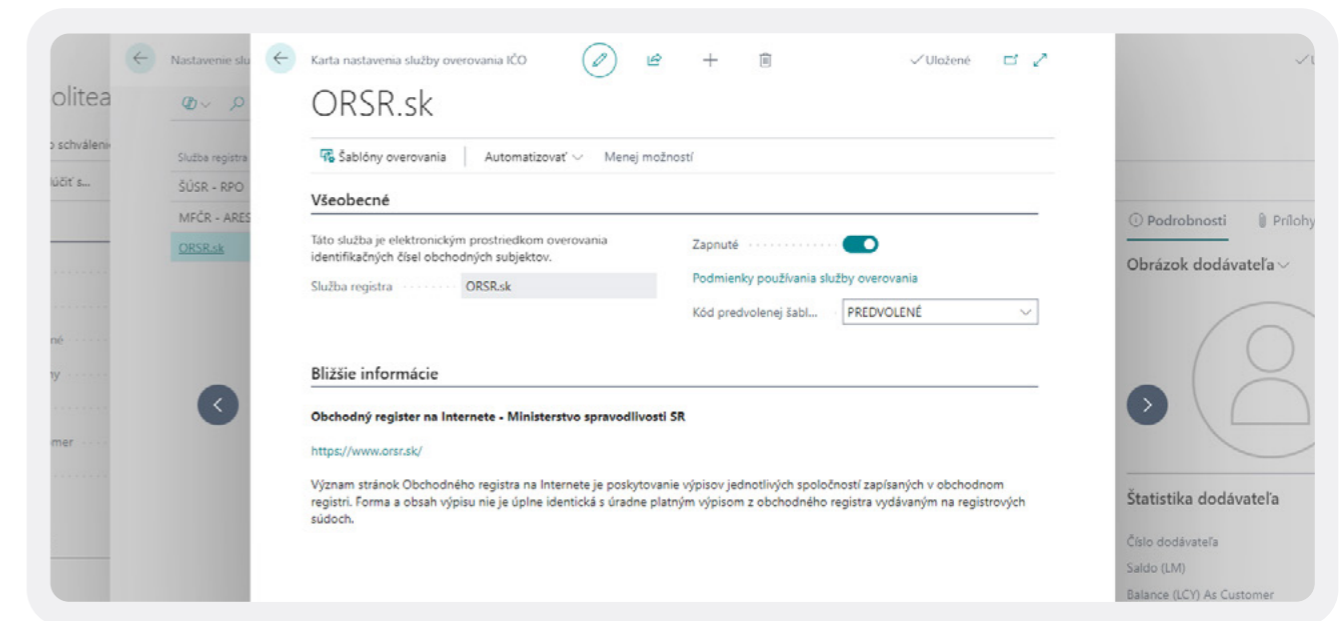 Nastavenie slu
Karta nastavenia služby overovania IČO
Uložené
olitea
ORSR.sk
o schváleni
Služba registra
Šablóny overovania
Automatizovať
Menej možností
lúčiť s...
ŠÚSR - RPO
MFČR - ARES
ORSR.sk
Všeobecné
Táto služba je elektronickým prostriedkom overovania
identifikačných čísel obchodných subjektov.
Služba registra
ORSR.sk
Zapnuté
Podmienky používania služby overovania
Kód predvolenej šabl...
PREDVOLENÉ
né
mer
Bližšie informácie
Obchodný register na Internete - Ministerstvo spravodlivosti SR
https://www.orsr.sk/
Význam stránok Obchodného registra na Internete je poskytovanie výpisov jednotlivých spoločností zapísaných v obchodnom
registri. Forma a obsah výpisu nie je úplne identická s úradne platným výpisom z obchodného registra vydávaným na registrových
súdoch.
Podrobnosti
Prílohy
Obrázok dodávateľa
Štatistika dodávateľa
Číslo dodávateľa
Saldo (LM)
Balance (LCY) As Customer